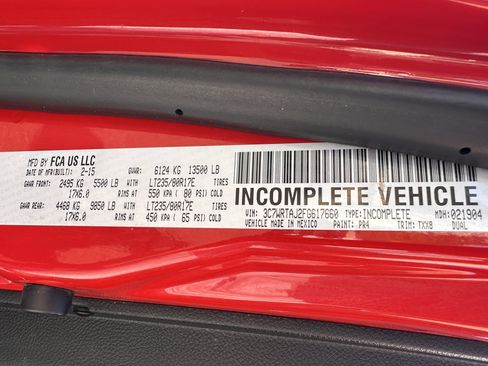 MFD BY FCA US LLC
DATE OF MFR(BUILT): 2-15 GVWR: 6124 KG 13500 LB
GAWR FRONT: 2495 KG 5500 LB WITH LT235/80R17E TIRES
17X6.0 RIMS AT 550 KPA ( 80 PSI) COLD
GAWR REAR: 4468 KG 9850 LB WITH LT235/80R17E TIRES
17X6.0 RIMS AT 450 KPA ( 65 PSI) COLD
INCOMPLETE VEHICLE
VIN: 3C7WRTAJ2FG617660 TYPE: INCOMPLETE MDH: 021904
VEHICLE MADE IN MEXICO PAINT: PR4 TRIM: TXX8 DUAL